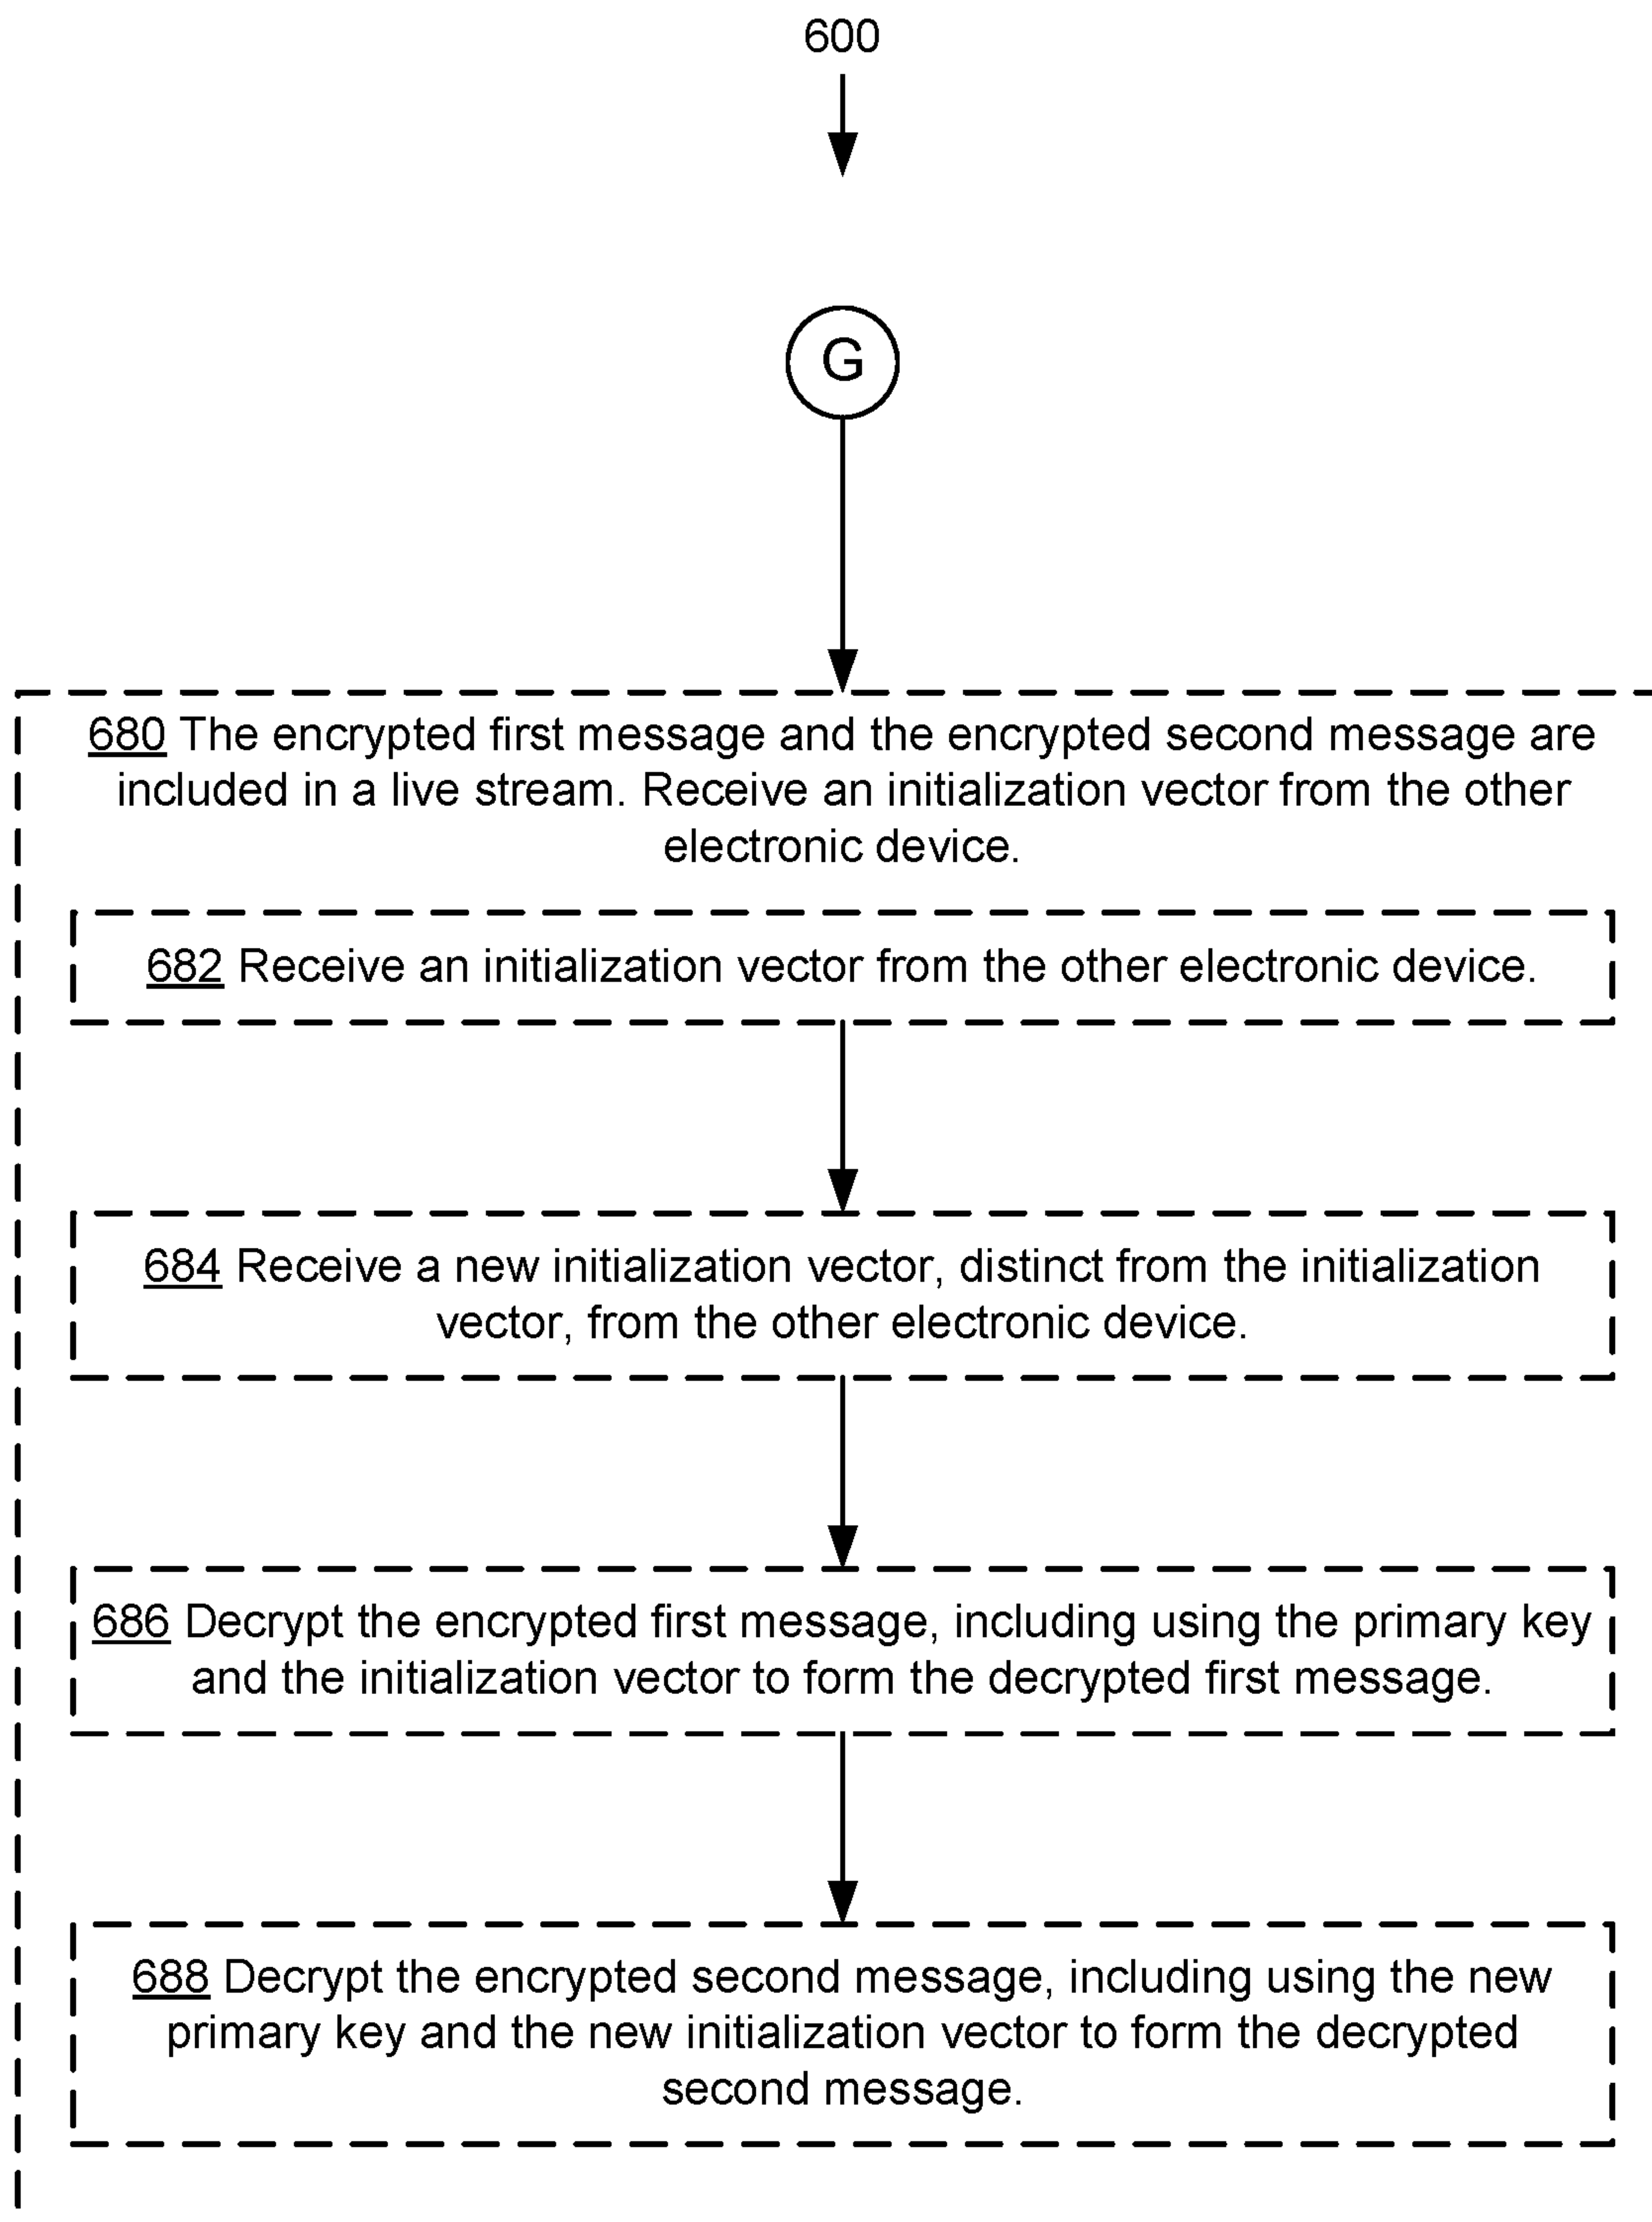 600
G
680 The encrypted first message and the encrypted second message are
included in a live stream. Receive an initialization vector from the other
electronic device.
682 Receive an initialization vector from the other electronic device.
684 Receive a new initialization vector, distinct from the initialization
vector, from the other electronic device.
686 Decrypt the encrypted first message, including using the primary key
and the initialization vector to form the decrypted first message.
688 Decrypt the encrypted second message, including using the new
primary key and the new initialization vector to form the decrypted
second message.